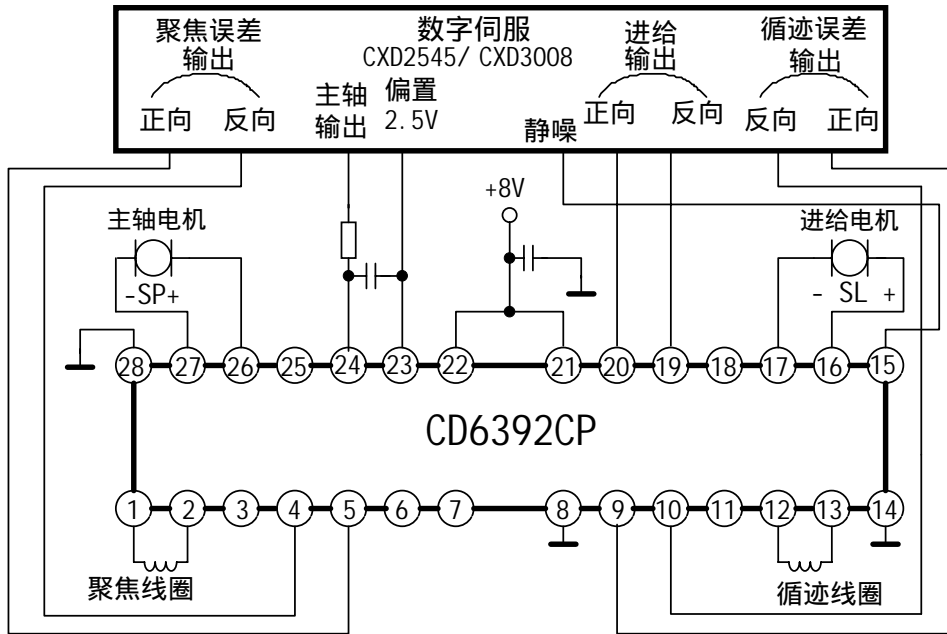 聚焦误差
输出
正向 反向
数字伺服
CXD2545/ CXD3008
主轴
输出
偏置
2.5V
静噪
进给
输出
正向 反向
循迹误差
输出
反向 正向
+8V
主轴电机
-SP+
进给电机
- SL +
28 27 26 25 24 23 22 21 20 19 18 17 16 15
CD6392CP
1 2 3 4 5 6 7 8 9 10 11 12 13 14
聚焦线圈
循迹线圈